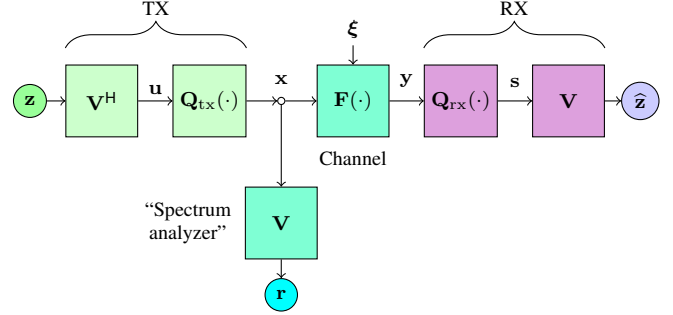 TX
RX
ξ
z
V^H
u
Q_tx(·)
x
F(·)
y
Q_rx(·)
s
V
ẑ
Channel
“Spectrum
analyzer”
V
r